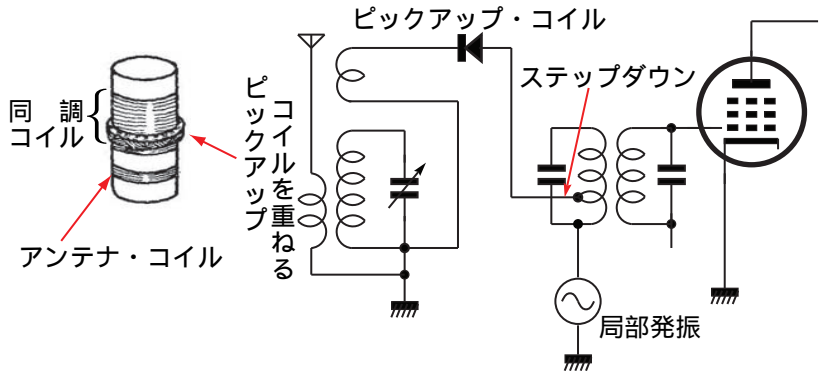 ピックアップ・コイル
同調
コイル
コイルを重ねる
ピックアップ
ステップダウン
アンテナ・コイル
局部発振